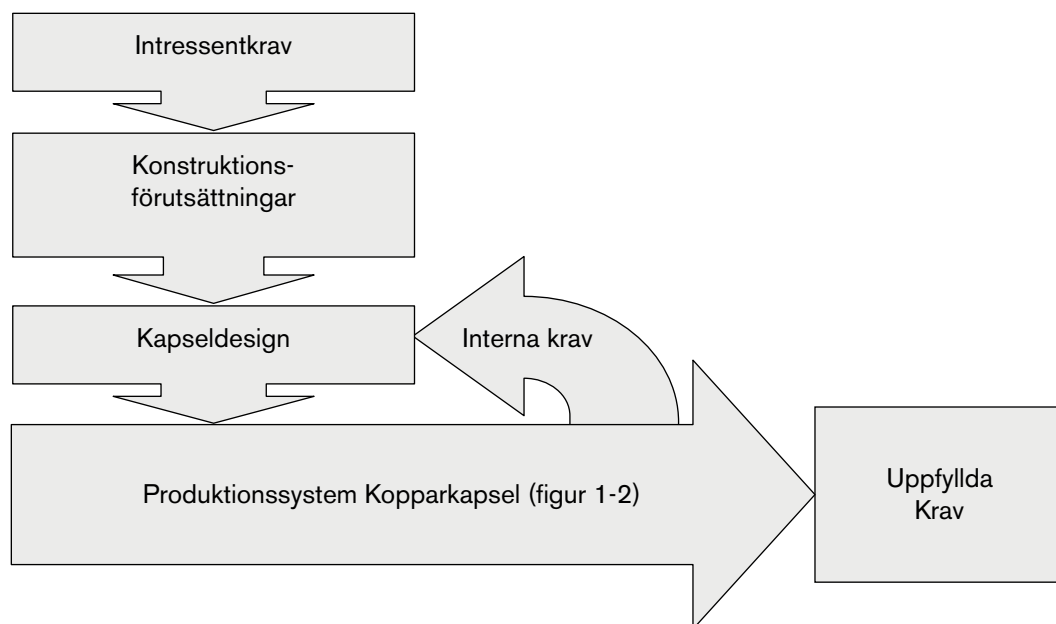 Intressentkrav
Konstruktions-
förutsättningar
Kapseldesign
Interna krav
Produktionssystem Kopparkapsel (figur 1-2)
Uppfyllda
Krav